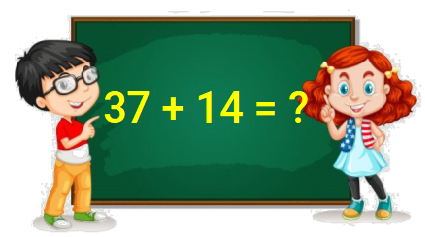 37 + 14 = ?